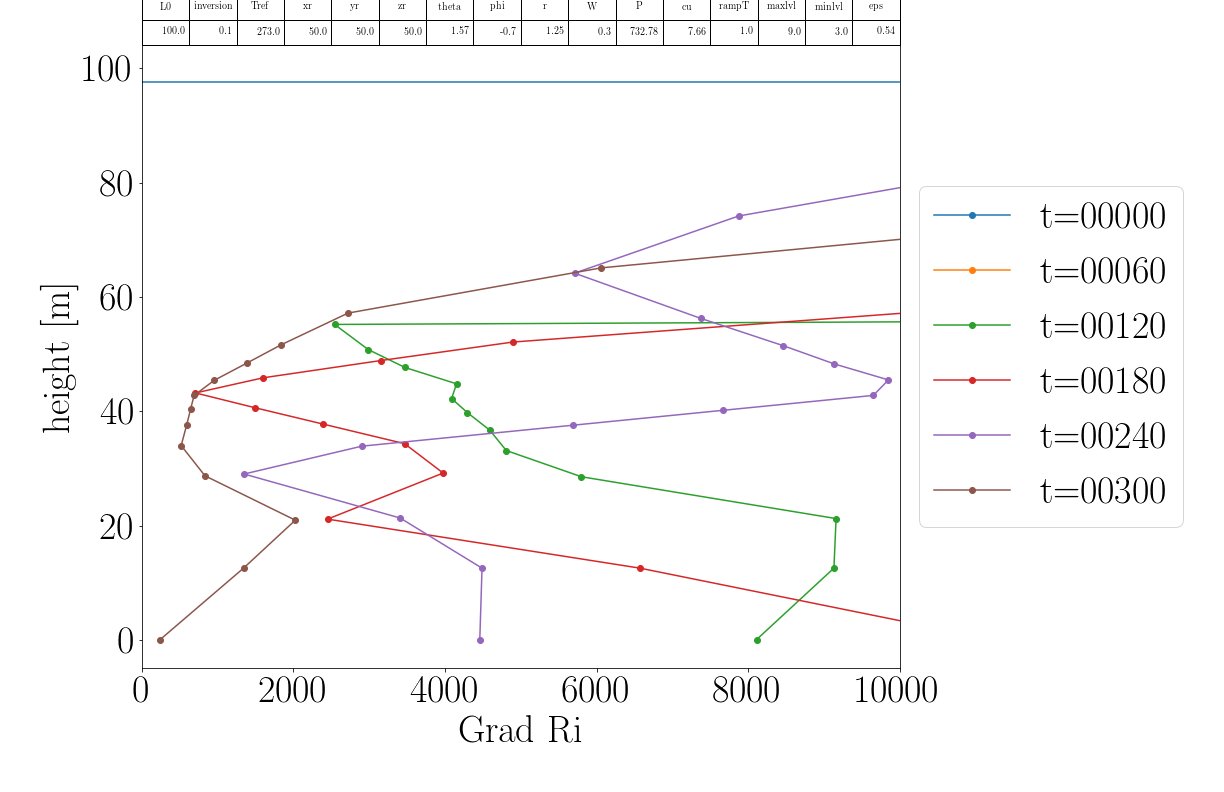 L0 inversion Tref xr yr zr theta phi r W P cu rampT maxlvl minlvl eps
100.0 0.1 273.0 50.0 50.0 50.0 1.57 -0.7 1.25 0.3 732.78 7.66 1.0 9.0 3.0 0.54
100
80
60
40
20
0
height [m]
0 2000 4000 6000 8000 10000
Grad Ri
t=00000
t=00060
t=00120
t=00180
t=00240
t=00300